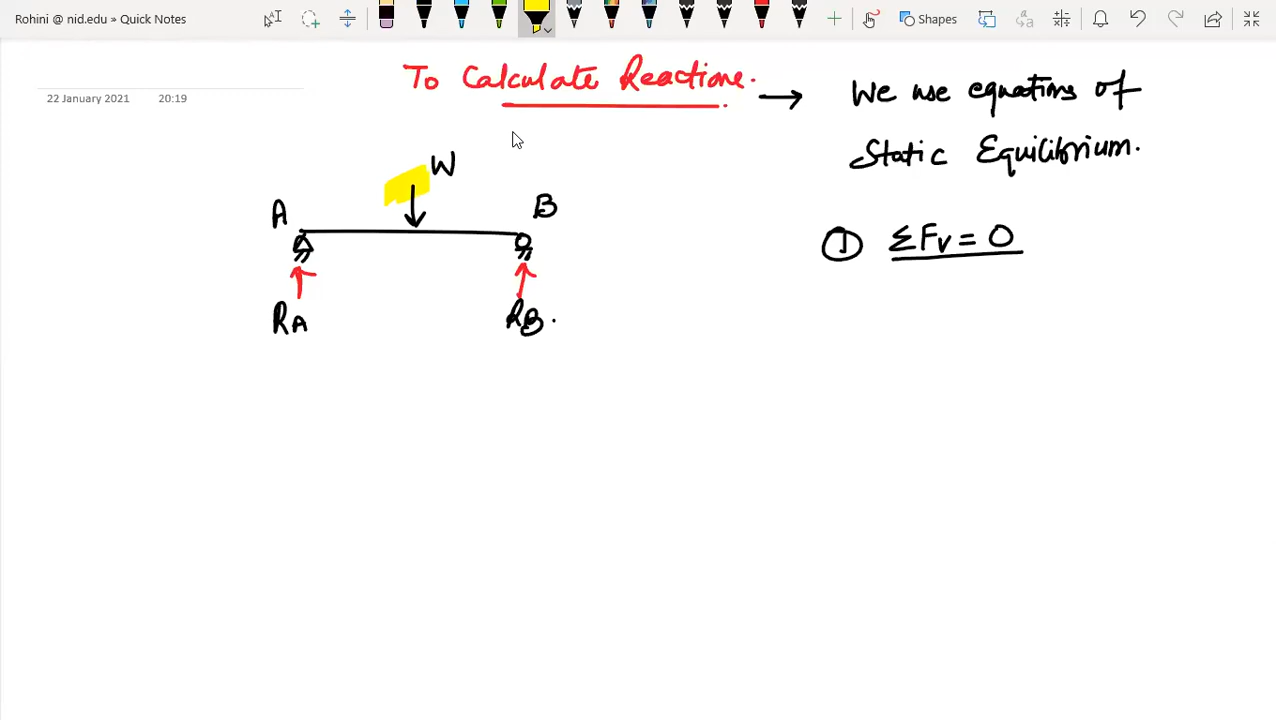 Rohini @ nid.edu » Quick Notes
Shapes
To Calculate Reactione.
We use equations of
Static Equilibrium.
22 January 2021 20:19
W
A
B
① ΣFv = 0
RA
RB.